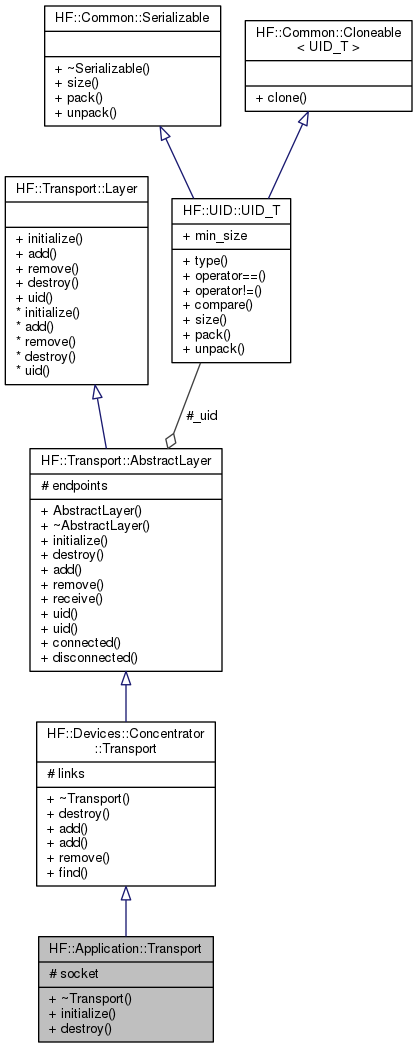 HF::Common::Serializable
+ ~Serializable()
+ size()
+ pack()
+ unpack()
HF::Common::Cloneable
< UID_T >
+ clone()
HF::Transport::Layer
+ initialize()
+ add()
+ remove()
+ destroy()
+ uid()
* initialize()
* add()
* remove()
* destroy()
* uid()
HF::UID::UID_T
+ min_size
+ type()
+ operator==()
+ operator!=()
+ compare()
+ size()
+ pack()
+ unpack()
#_uid
HF::Transport::AbstractLayer
# endpoints
+ AbstractLayer()
+ ~AbstractLayer()
+ initialize()
+ destroy()
+ add()
+ remove()
+ receive()
+ uid()
+ uid()
+ connected()
+ disconnected()
HF::Devices::Concentrator
::Transport
# links
+ ~Transport()
+ destroy()
+ add()
+ add()
+ remove()
+ find()
HF::Application::Transport
# socket
+ ~Transport()
+ initialize()
+ destroy()